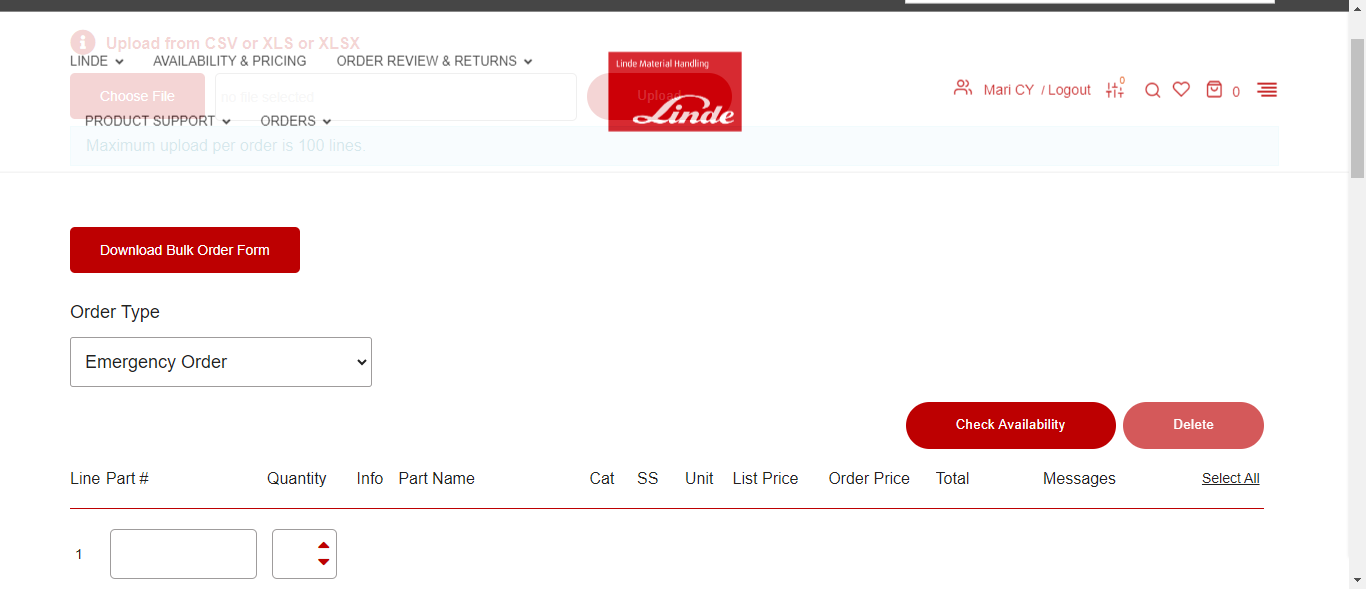 Upload from CSV or XLS or XLSX
LINDE AVAILABILITY & PRICING ORDER REVIEW & RETURNS
Linde Material Handling
Mari CY / Logout 0 0
Choose File no file selected Upload
Linde
PRODUCT SUPPORT ORDERS
Maximum upload per order is 100 lines.
Download Bulk Order Form
Order Type
Emergency Order
Check Availability Delete
Line Part # Quantity Info Part Name Cat SS Unit List Price Order Price Total Messages Select All
1